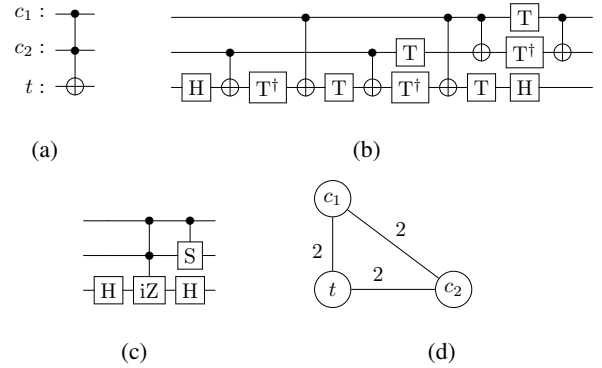 c₁ :
c₂ :
t :
(a)
T
T T†
H T† T T† T H
(b)
S
H iZ H
(c)
c₁
2 2
2
t c₂
(d)